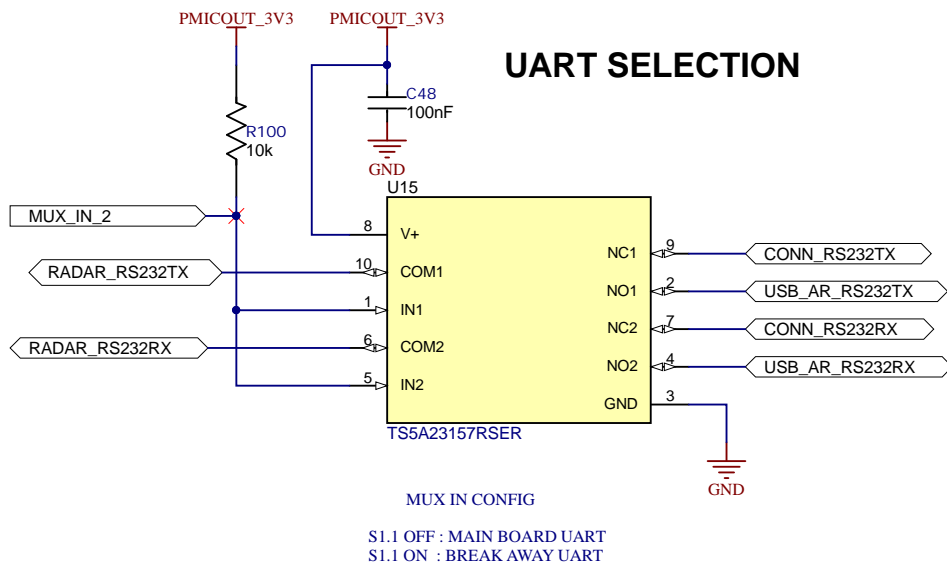 PMICOUT_3V3
PMICOUT_3V3
UART SELECTION
C48
100nF
R100
10k
GND
U15
MUX_IN_2
8
V+
NC1
9
CONN_RS232TX
RADAR_RS232TX
10
COM1
NO1
2
USB_AR_RS232TX
1
IN1
NC2
7
CONN_RS232RX
RADAR_RS232RX
6
COM2
NO2
4
USB_AR_RS232RX
5
IN2
GND
3
TS5A23157RSER
GND
MUX IN CONFIG
S1.1 OFF : MAIN BOARD UART
S1.1 ON : BREAK AWAY UART